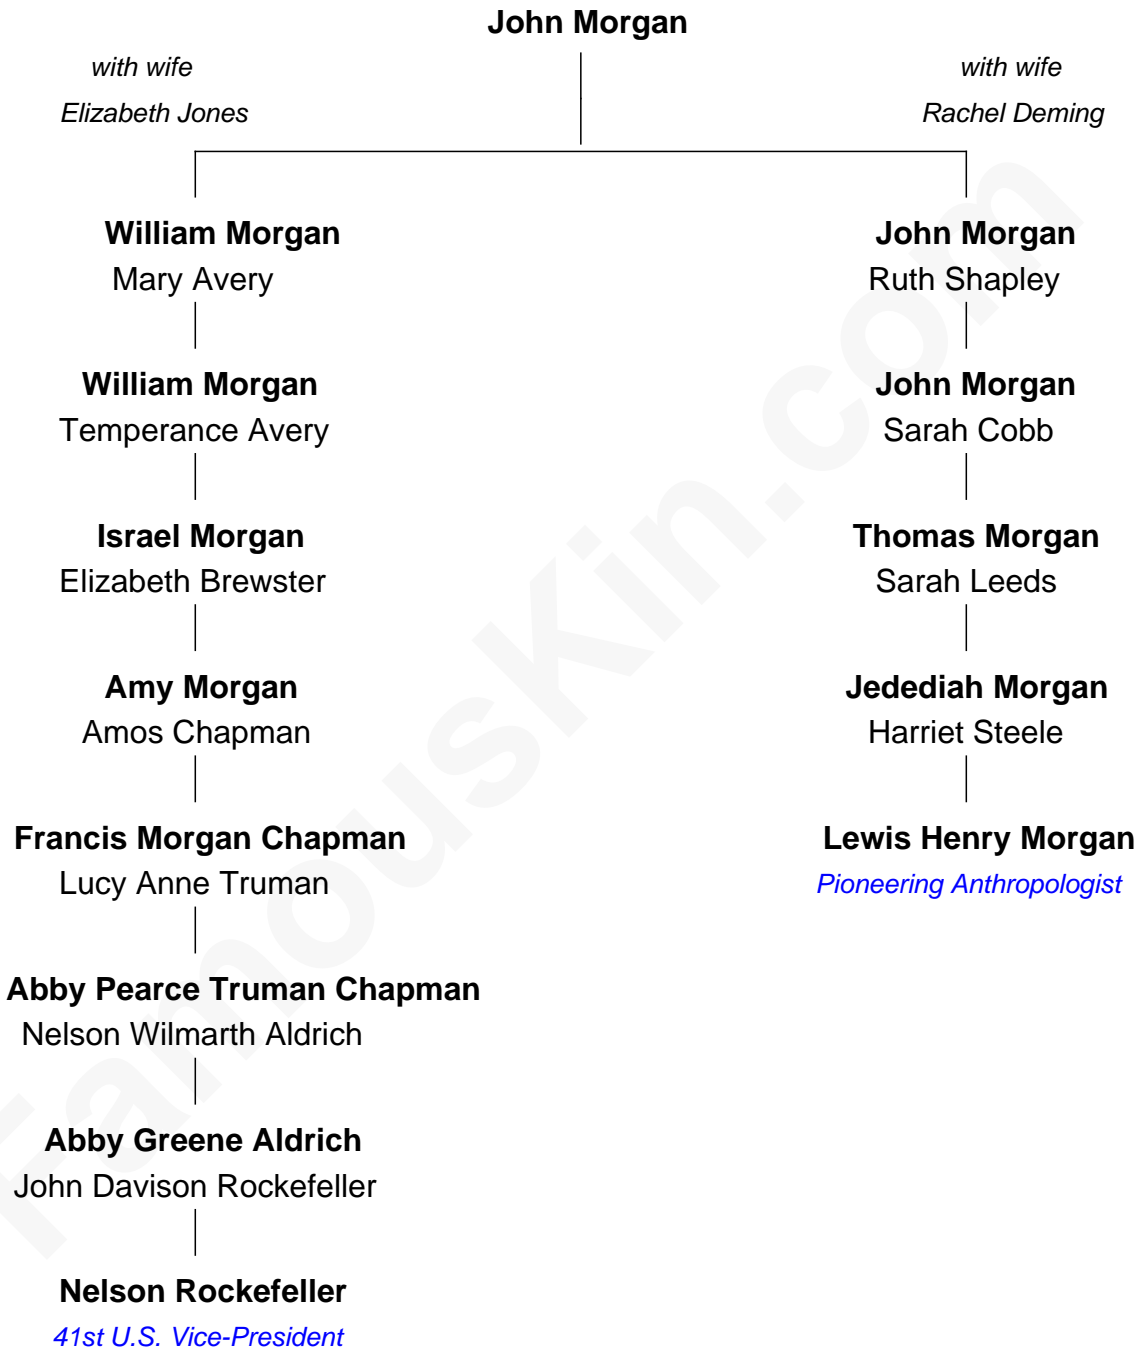 John Morgan
with wife
Elizabeth Jones
with wife
Rachel Deming
William Morgan
Mary Avery
William Morgan
Temperance Avery
Israel Morgan
Elizabeth Brewster
Amy Morgan
Amos Chapman
Francis Morgan Chapman
Lucy Anne Truman
Abby Pearce Truman Chapman
Nelson Wilmarth Aldrich
Abby Greene Aldrich
John Davison Rockefeller
Nelson Rockefeller
41st U.S. Vice-President
John Morgan
Ruth Shapley
John Morgan
Sarah Cobb
Thomas Morgan
Sarah Leeds
Jedediah Morgan
Harriet Steele
Lewis Henry Morgan
Pioneering Anthropologist
FamousKin.com